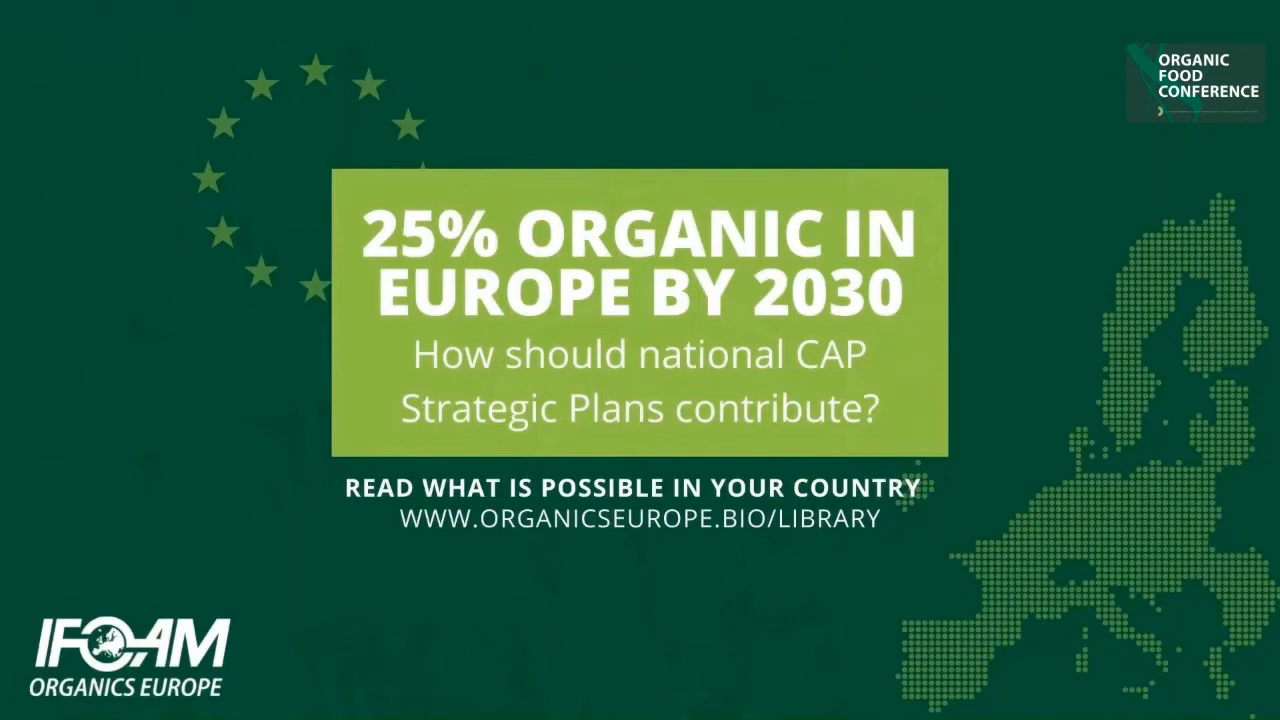 ORGANIC
FOOD
CONFERENCE
25% ORGANIC IN
EUROPE BY 2030
How should national CAP
Strategic Plans contribute?
READ WHAT IS POSSIBLE IN YOUR COUNTRY
WWW.ORGANICSEUROPE.BIO/LIBRARY
IFOAM
ORGANICS EUROPE